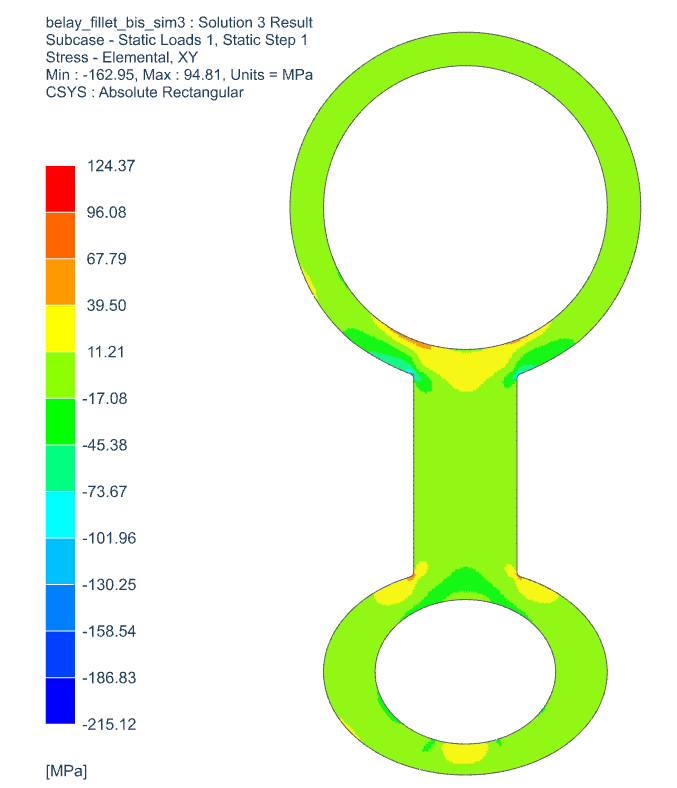 belay_fillet_bis_sim3 : Solution 3 Result
Subcase - Static Loads 1, Static Step 1
Stress - Elemental, XY
Min : -162.95, Max : 94.81, Units = MPa
CSYS : Absolute Rectangular
124.37
96.08
67.79
39.50
11.21
-17.08
-45.38
-73.67
-101.96
-130.25
-158.54
-186.83
-215.12
[MPa]